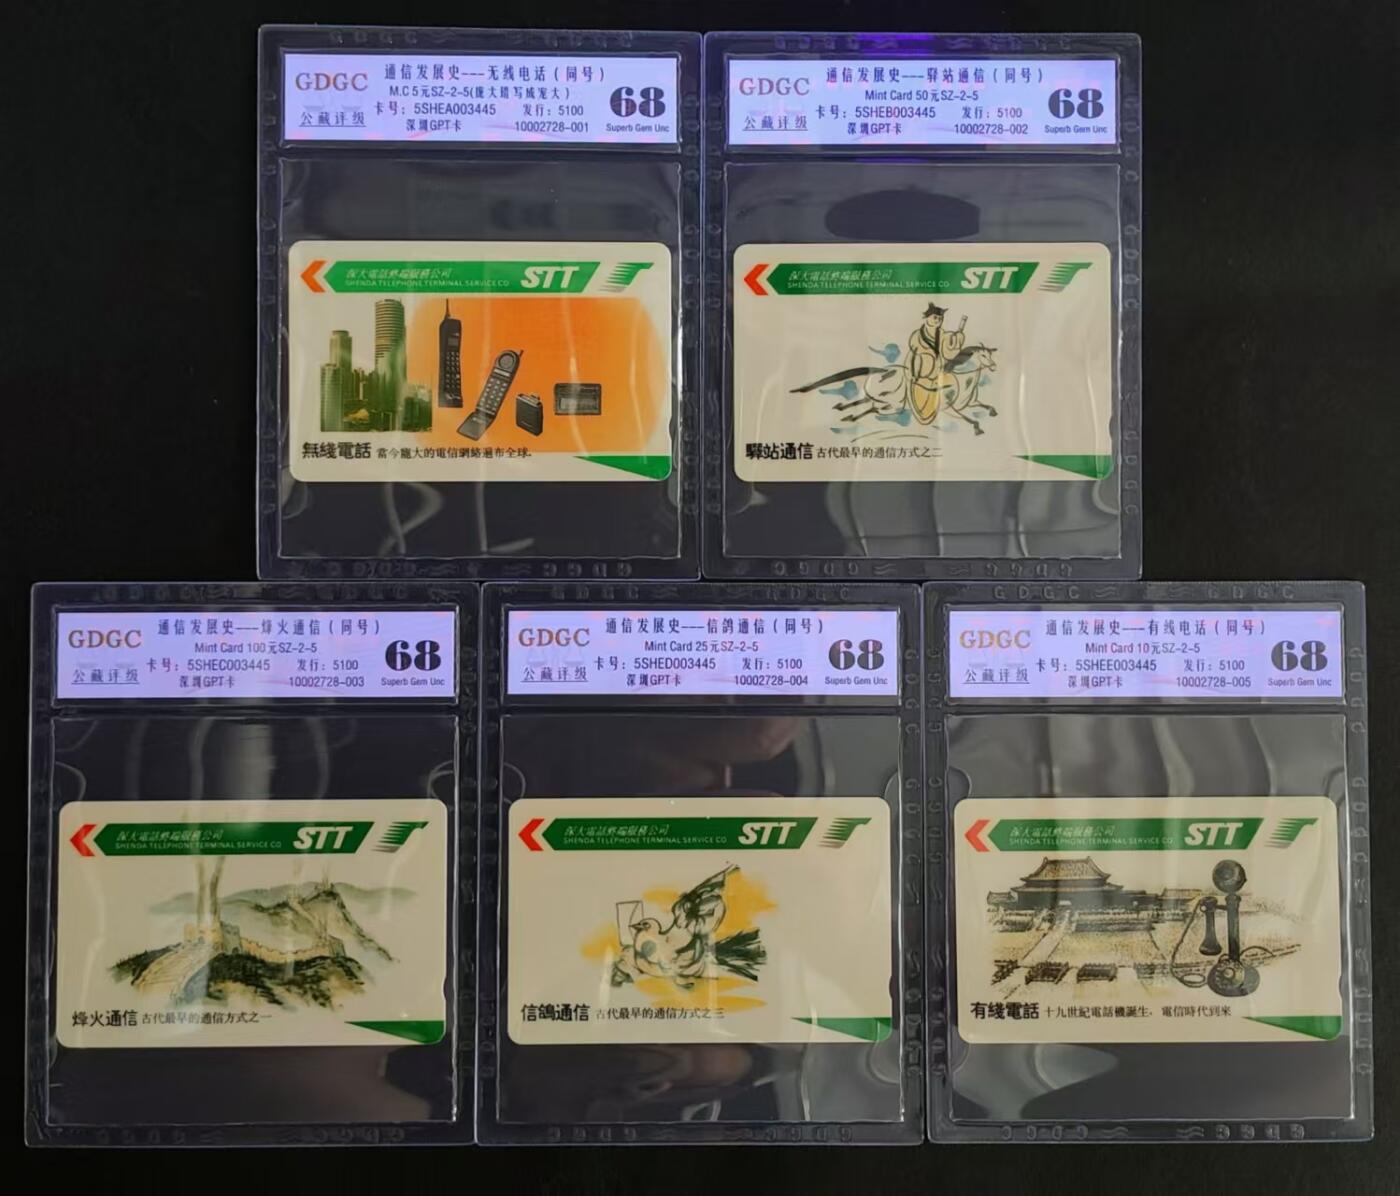 GDGC
公藏评级
通信发展史---无线电话(同号)
M.C 5元SZ-2-5(庞大错写成宠大)
卡号: 5SHEA003445 发行: 5100
深圳GPT卡 10002728-001
68
Superb Gem Unc
深大電話終端服務公司
SHENDA TELEPHONE TERMINAL SERVICE CO
STT
無綫電話 當今寵大的電信網絡遍布全球.
GDGC
公藏评级
通信发展史---驿站通信(同号)
Mint Card 50元SZ-2-5
卡号: 5SHEB003445 发行: 5100
深圳GPT卡 10002728-002
68
Superb Gem Unc
深大電話終端服務公司
SHENDA TELEPHONE TERMINAL SERVICE CO
STT
驛站通信 古代最早的通信方式之二
GDGC
公藏评级
通信发展史---烽火通信(同号)
Mint Card 100元SZ-2-5
卡号: 5SHEC003445 发行: 5100
深圳GPT卡 10002728-003
68
Superb Gem Unc
深大電話終端服務公司
SHENDA TELEPHONE TERMINAL SERVICE CO
STT
烽火通信 古代最早的通信方式之一
GDGC
公藏评级
通信发展史---信鸽通信(同号)
Mint Card 25元SZ-2-5
卡号: 5SHED003445 发行: 5100
深圳GPT卡 10002728-004
68
Superb Gem Unc
深大電話終端服務公司
SHENDA TELEPHONE TERMINAL SERVICE CO
STT
信鴿通信 古代最早的通信方式之三
GDGC
公藏评级
通信发展史---有线电话(同号)
Mint Card 10元SZ-2-5
卡号: 5SHEE003445 发行: 5100
深圳GPT卡 10002728-005
68
Superb Gem Unc
深大電話終端服務公司
SHENDA TELEPHONE TERMINAL SERVICE CO
STT
有綫電話 十九世紀電話機誕生. 電信時代到來